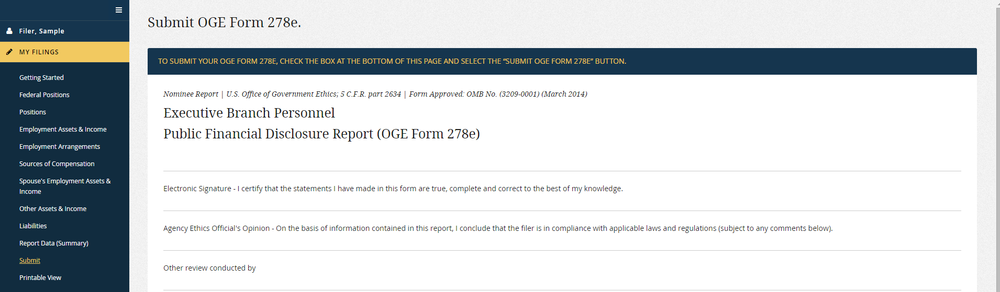 Filer, Sample
MY FILINGS
Getting Started
Federal Positions
Positions
Employment Assets & Income
Employment Arrangements
Sources of Compensation
Spouse's Employment Assets &
Income
Other Assets & Income
Liabilities
Report Data (Summary)
Submit
Printable View
Submit OGE Form 278e.
TO SUBMIT YOUR OGE FORM 278E, CHECK THE BOX AT THE BOTTOM OF THIS PAGE AND SELECT THE “SUBMIT OGE FORM 278E” BUTTON.
Nominee Report | U.S. Office of Government Ethics; 5 C.F.R. part 2634 | Form Approved: OMB No. (3209-0001) (March 2014)
Executive Branch Personnel
Public Financial Disclosure Report (OGE Form 278e)
Electronic Signature - I certify that the statements I have made in this form are true, complete and correct to the best of my knowledge.
Agency Ethics Official's Opinion - On the basis of information contained in this report, I conclude that the filer is in compliance with applicable laws and regulations (subject to any comments below).
Other review conducted by